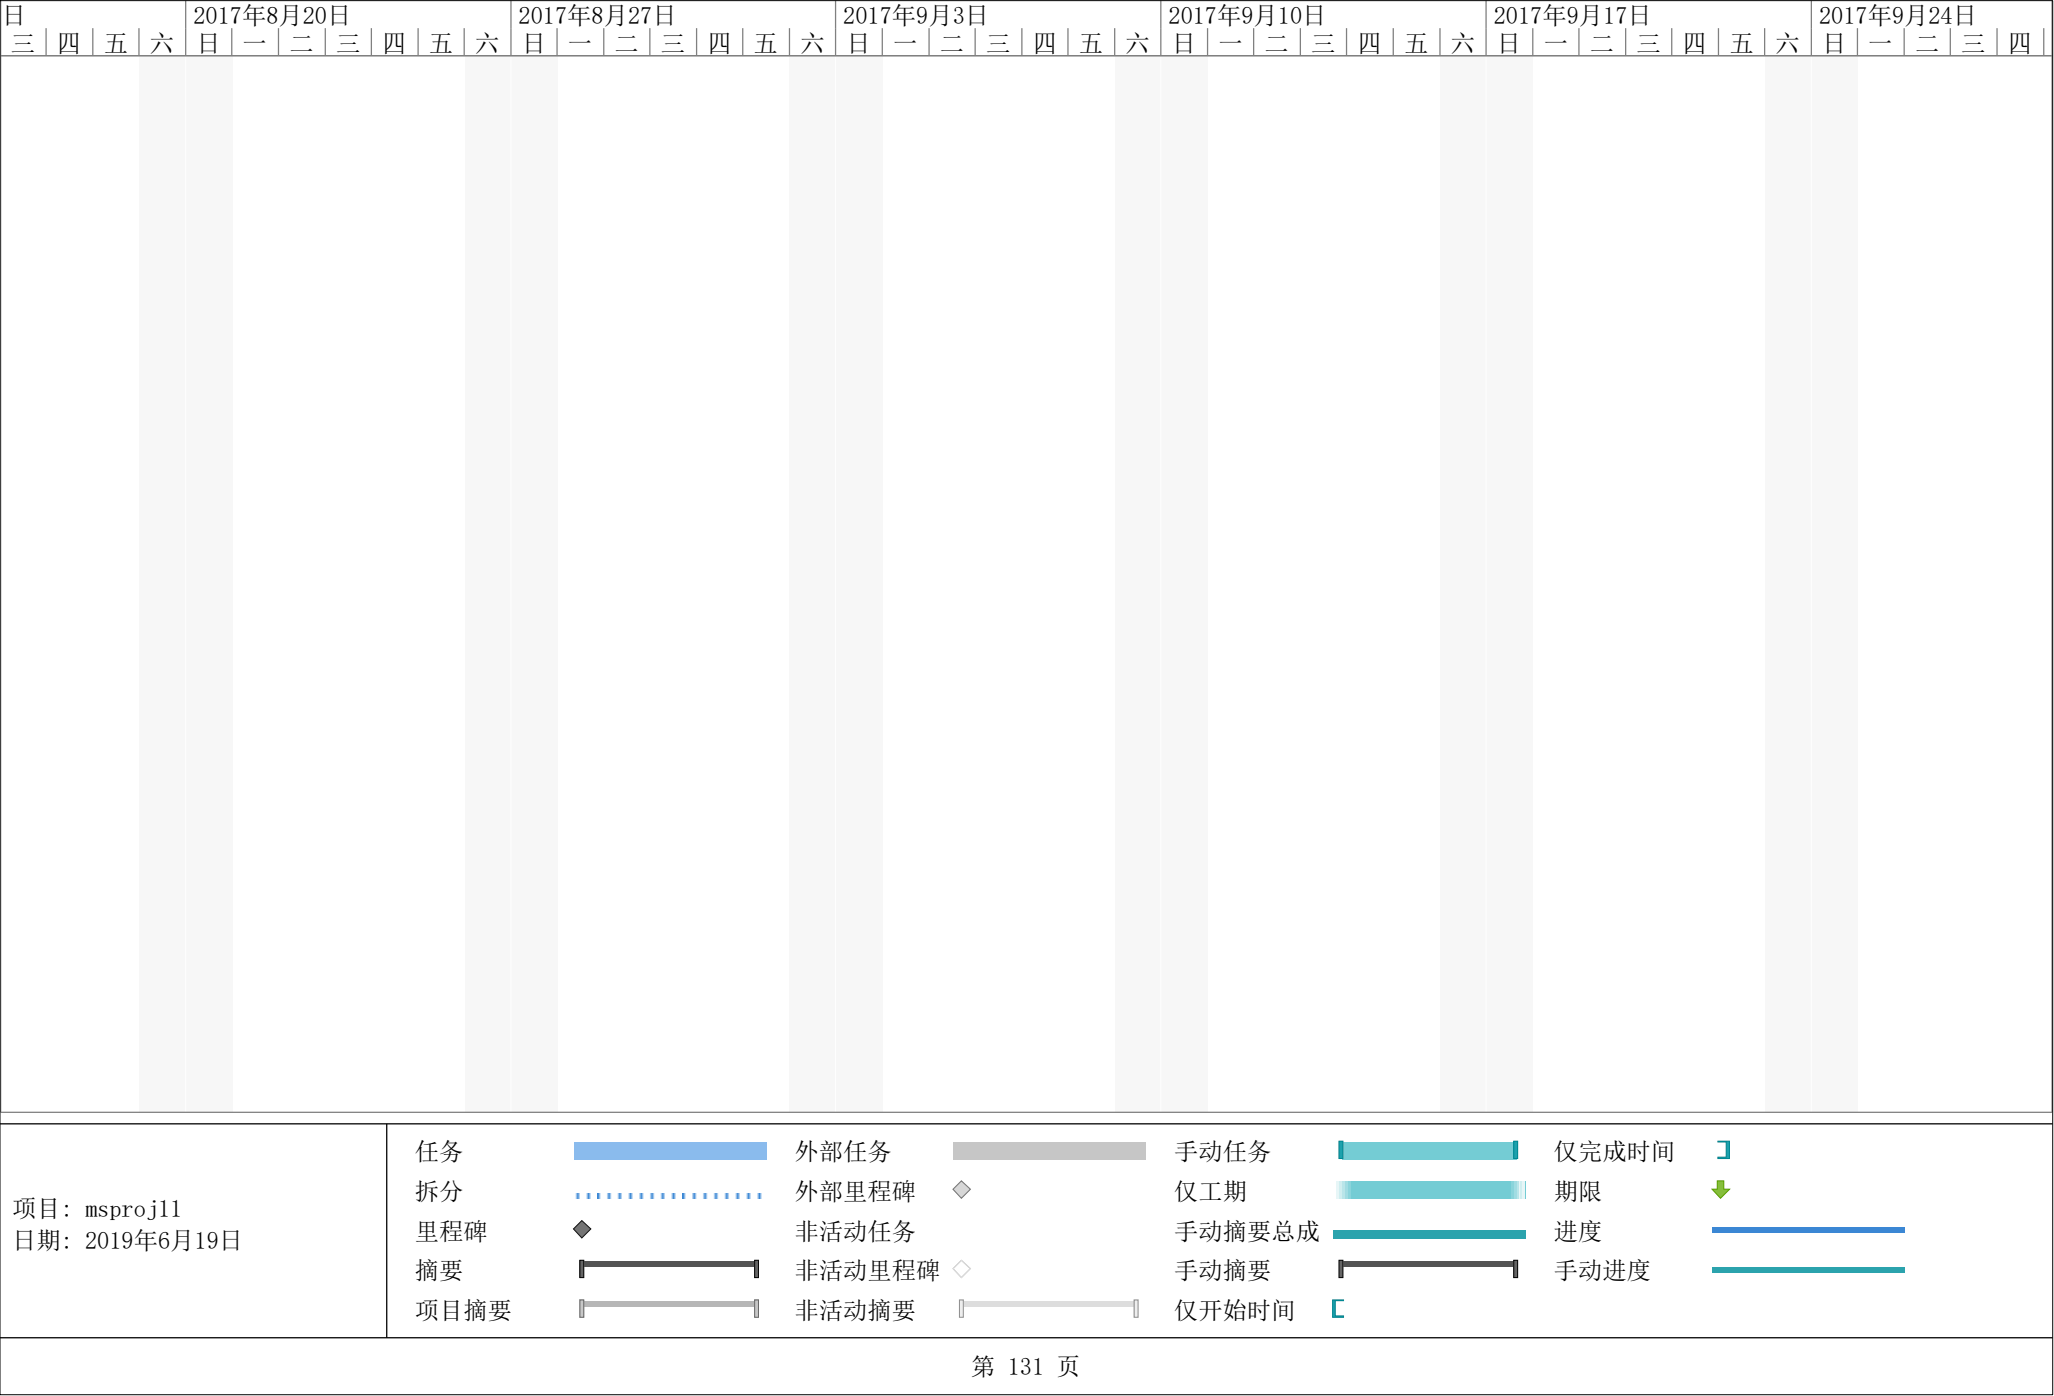 日 2017年8月20日 2017年8月27日 2017年9月3日 2017年9月10日 2017年9月17日 2017年9月24日
三 四 五 六 日 一 二 三 四 五 六 日 一 二 三 四 五 六 日 一 二 三 四 五 六 日 一 二 三 四 五 六 日 一 二 三 四 五 六 日 一 二 三 四
项目: msproj11
日期: 2019年6月19日
任务
拆分
里程碑
摘要
项目摘要
外部任务
外部里程碑
非活动任务
非活动里程碑
非活动摘要
手动任务
仅工期
手动摘要总成
手动摘要
仅开始时间
仅完成时间
期限
进度
手动进度
第 131 页